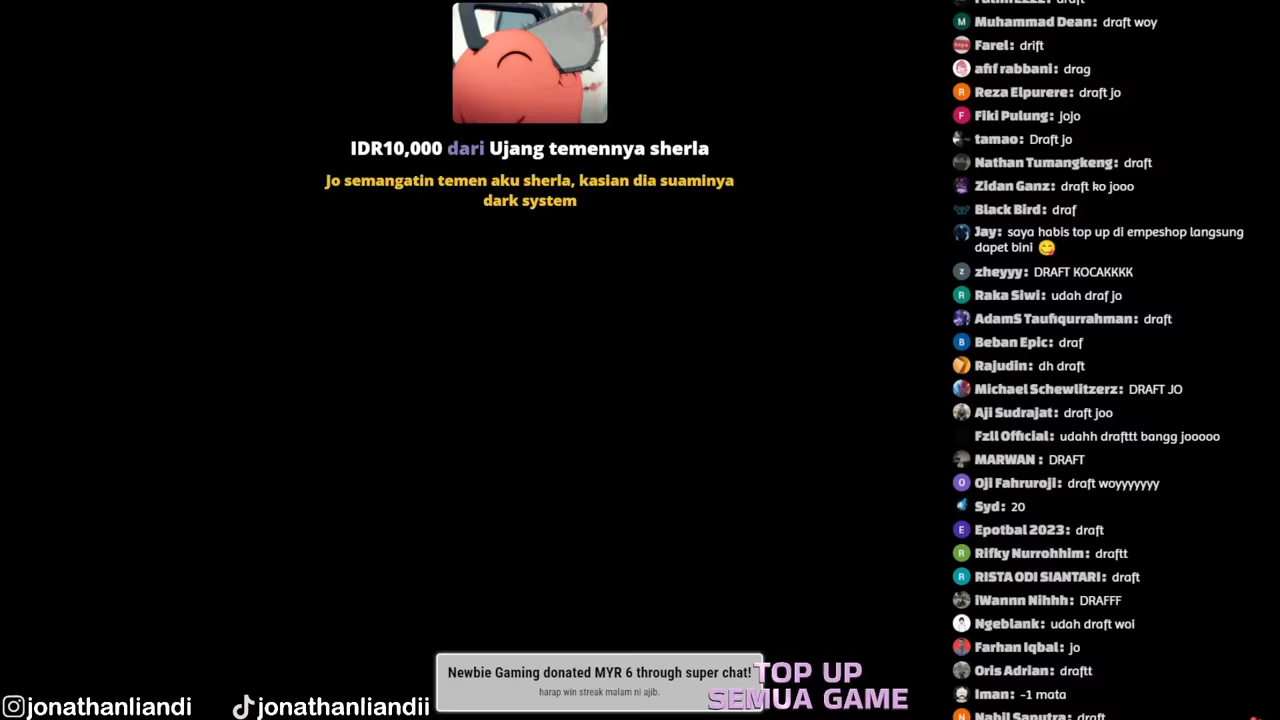 IDR10,000 dari Ujang temennya sherla
Jo semangatin temen aku sherla, kasian dia suaminya
dark system
draft
M Muhammad Dean: draft woy
Farel: drift
afif rabbani: drag
R Reza Elpurere: draft jo
F Fiki Pulung: jojo
tamao: Draft jo
Nathan Tumangkeng: draft
Zidan Ganz: draft ko jooo
Black Bird: draf
Jay: saya habis top up di empeshop langsung
dapet bini 😋
z zheyyy: DRAFT KOCAKKKK
R Raka Siwi: udah draf jo
AdamS Taufiqurrahman: draft
B Beban Epic: draf
Rajudin: dh draft
Michael Schewlitzerz: DRAFT JO
Aji Sudrajat: draft joo
Fzll Official: udahh drafttt bangg jooooo
MARWAN : DRAFT
O Oji Fahruroji: draft woyyyyyyy
Syd: 20
E Epotbal 2023: draft
R Rifky Nurrohhim: draftt
R RISTA ODI SIANTARI: draft
iWannn Nihhh: DRAFFF
Ngeblank: udah draft woi
Farhan Iqbal: jo
Oris Adrian: draftt
Iman: -1 mata
N Nabil Saputra: draft
Newbie Gaming donated MYR 6 through super chat!
harap win streak malam ni ajib.
TOP UP
SEMUA GAME
jonathanliandi
jonathanliandii